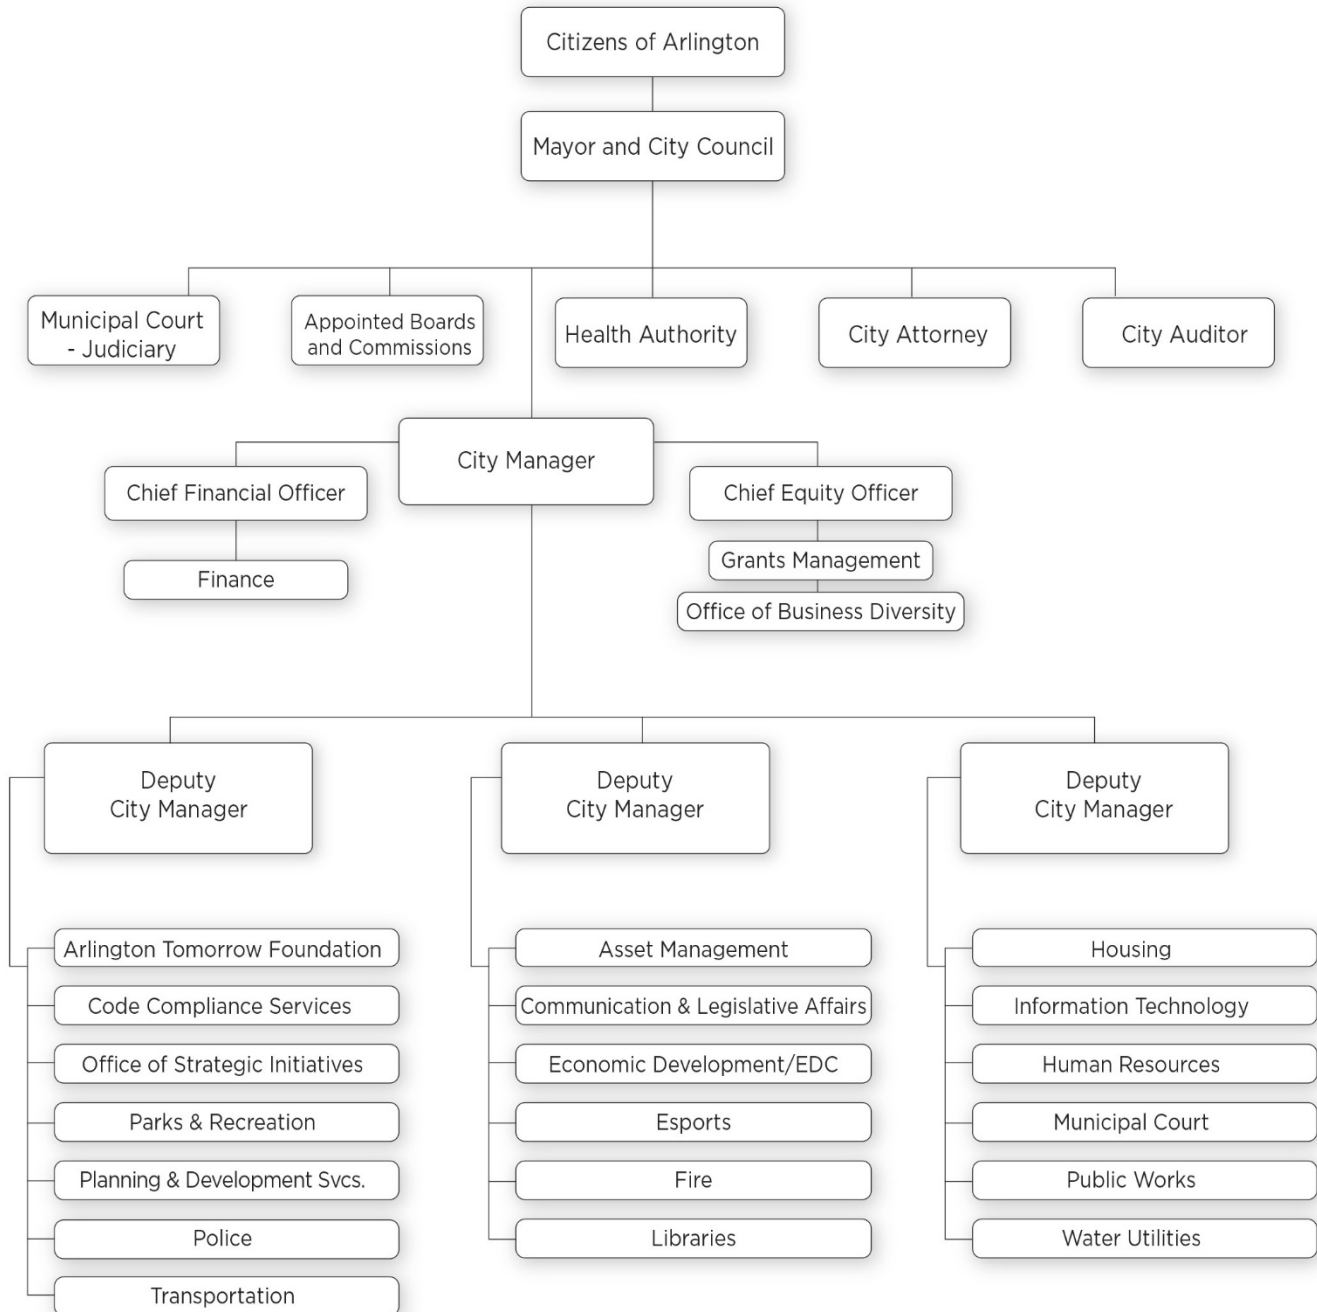 Citizens of Arlington
Mayor and City Council
Municipal Court
- Judiciary
Appointed Boards
and Commissions
Health Authority
City Attorney
City Auditor
City Manager
Chief Financial Officer
Finance
Chief Equity Officer
Grants Management
Office of Business Diversity
Deputy
City Manager
Arlington Tomorrow Foundation
Code Compliance Services
Office of Strategic Initiatives
Parks & Recreation
Planning & Development Svcs.
Police
Transportation
Deputy
City Manager
Asset Management
Communication & Legislative Affairs
Economic Development/EDC
Esports
Fire
Libraries
Deputy
City Manager
Housing
Information Technology
Human Resources
Municipal Court
Public Works
Water Utilities